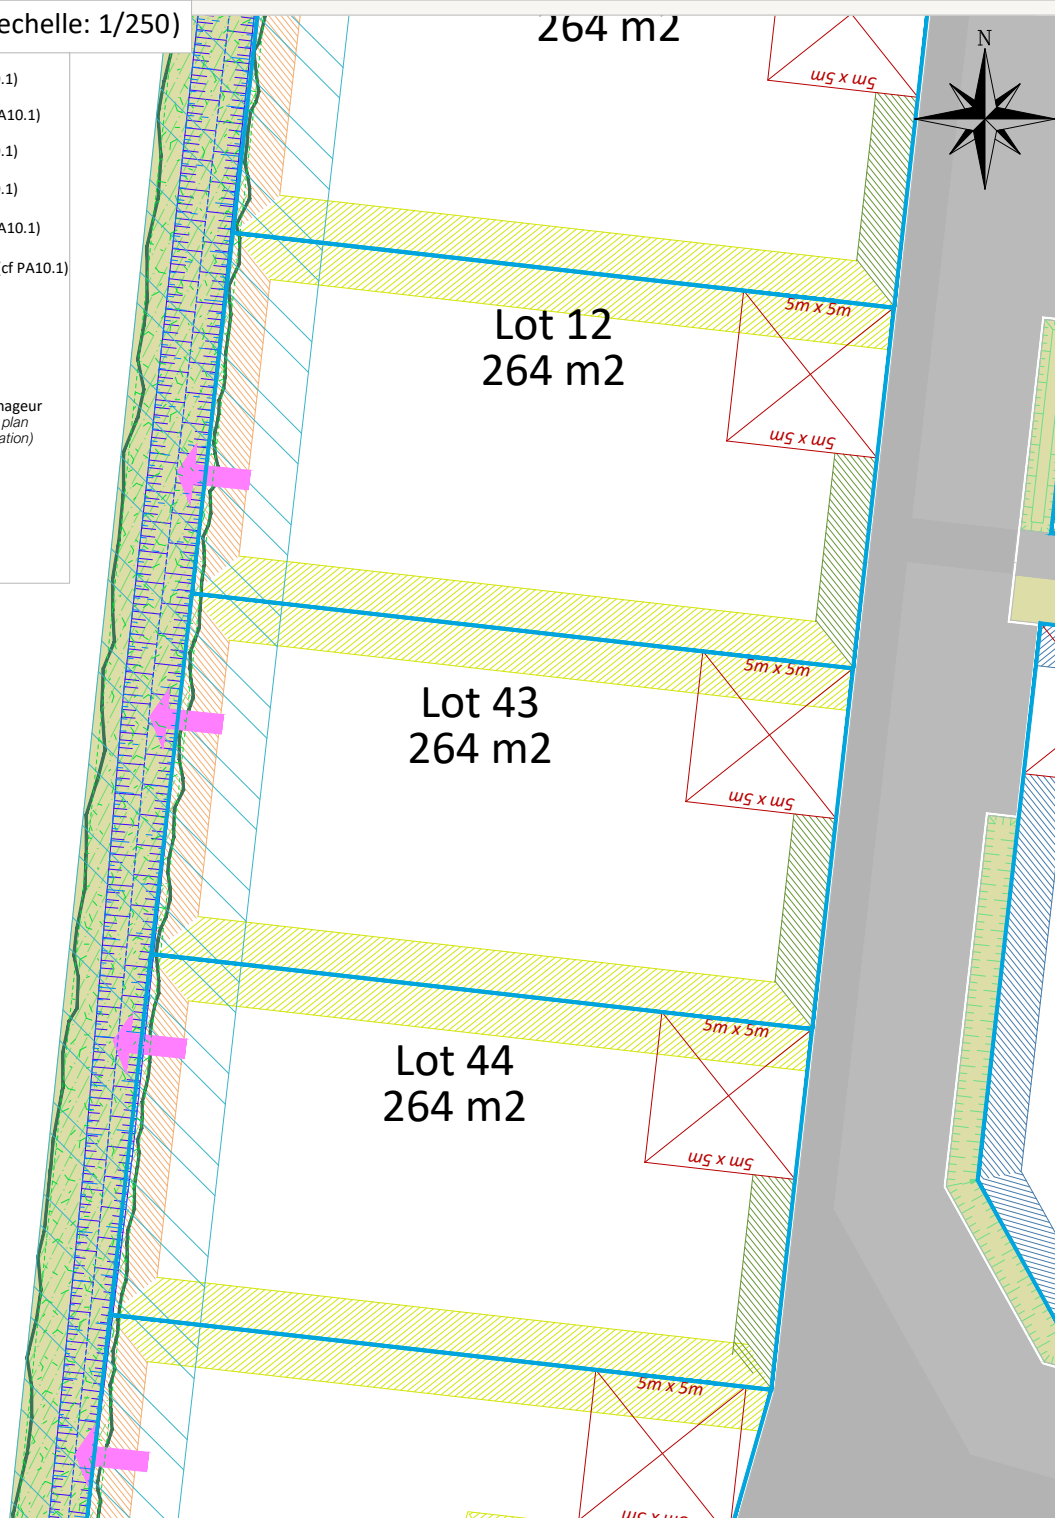 echelle: 1/250)
.1)
A10.1)
.1)
.1)
A10.1)
cf PA10.1)
nageur
plan
ation)
N
264 m2
5m x 5m
5m x 5m
Lot 12
264 m2
5m x 5m
5m x 5m
Lot 43
264 m2
5m x 5m
5m x 5m
Lot 44
264 m2
5m x 5m
5m x 5m
5m x 5m